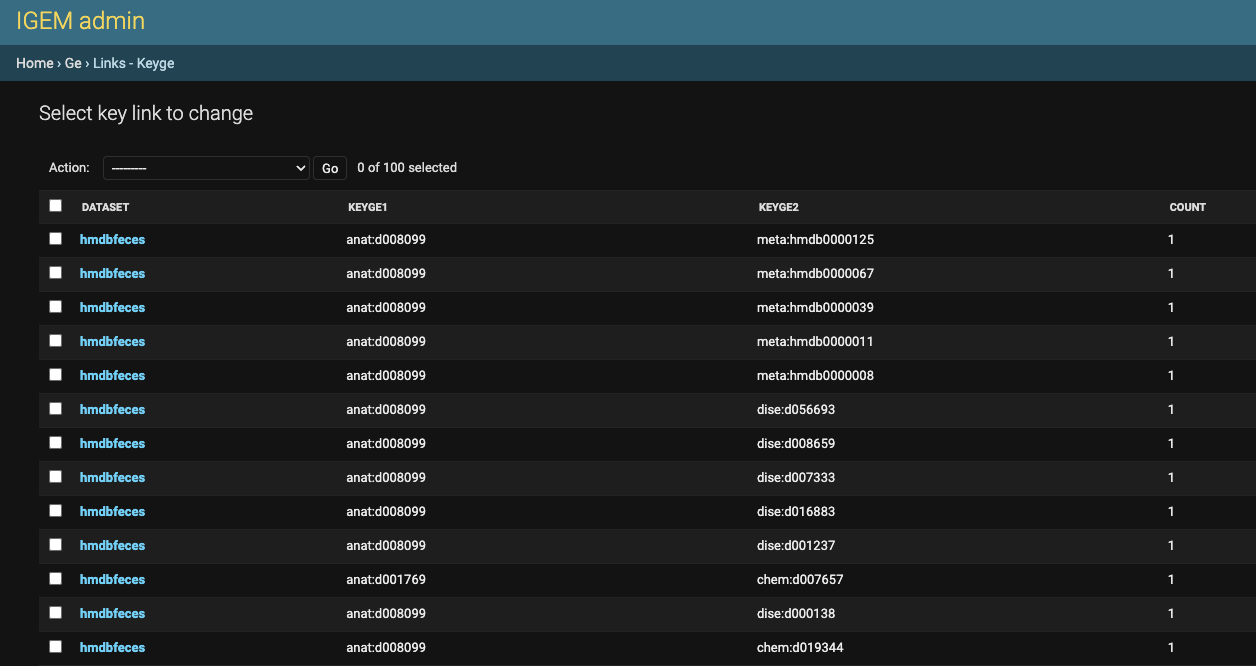 IGEM admin
Home › Ge › Links - Keyge
Select key link to change
Action: --------- Go 0 of 100 selected
DATASET KEYGE1 KEYGE2 COUNT
hmdbfeces anat:d008099 meta:hmdb0000125 1
hmdbfeces anat:d008099 meta:hmdb0000067 1
hmdbfeces anat:d008099 meta:hmdb0000039 1
hmdbfeces anat:d008099 meta:hmdb0000011 1
hmdbfeces anat:d008099 meta:hmdb0000008 1
hmdbfeces anat:d008099 dise:d056693 1
hmdbfeces anat:d008099 dise:d008659 1
hmdbfeces anat:d008099 dise:d007333 1
hmdbfeces anat:d008099 dise:d016883 1
hmdbfeces anat:d008099 dise:d001237 1
hmdbfeces anat:d001769 chem:d007657 1
hmdbfeces anat:d008099 dise:d000138 1
hmdbfeces anat:d008099 chem:d019344 1